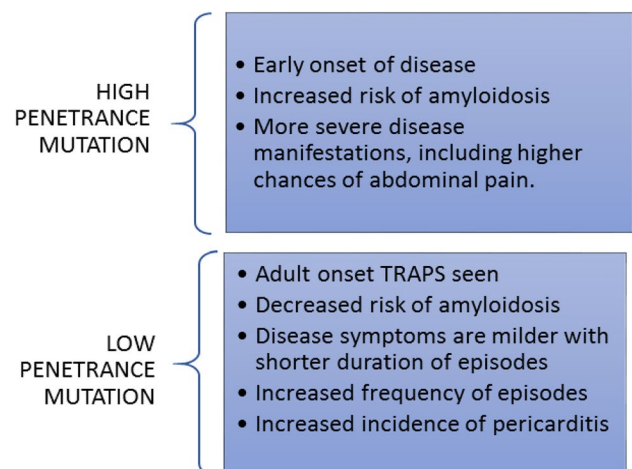 HIGH
PENETRANCE
MUTATION
• Early onset of disease
• Increased risk of amyloidosis
• More severe disease
manifestations, including higher
chances of abdominal pain.
LOW
PENETRANCE
MUTATION
• Adult onset TRAPS seen
• Decreased risk of amyloidosis
• Disease symptoms are milder with
shorter duration of episodes
• Increased frequency of episodes
• Increased incidence of pericarditis